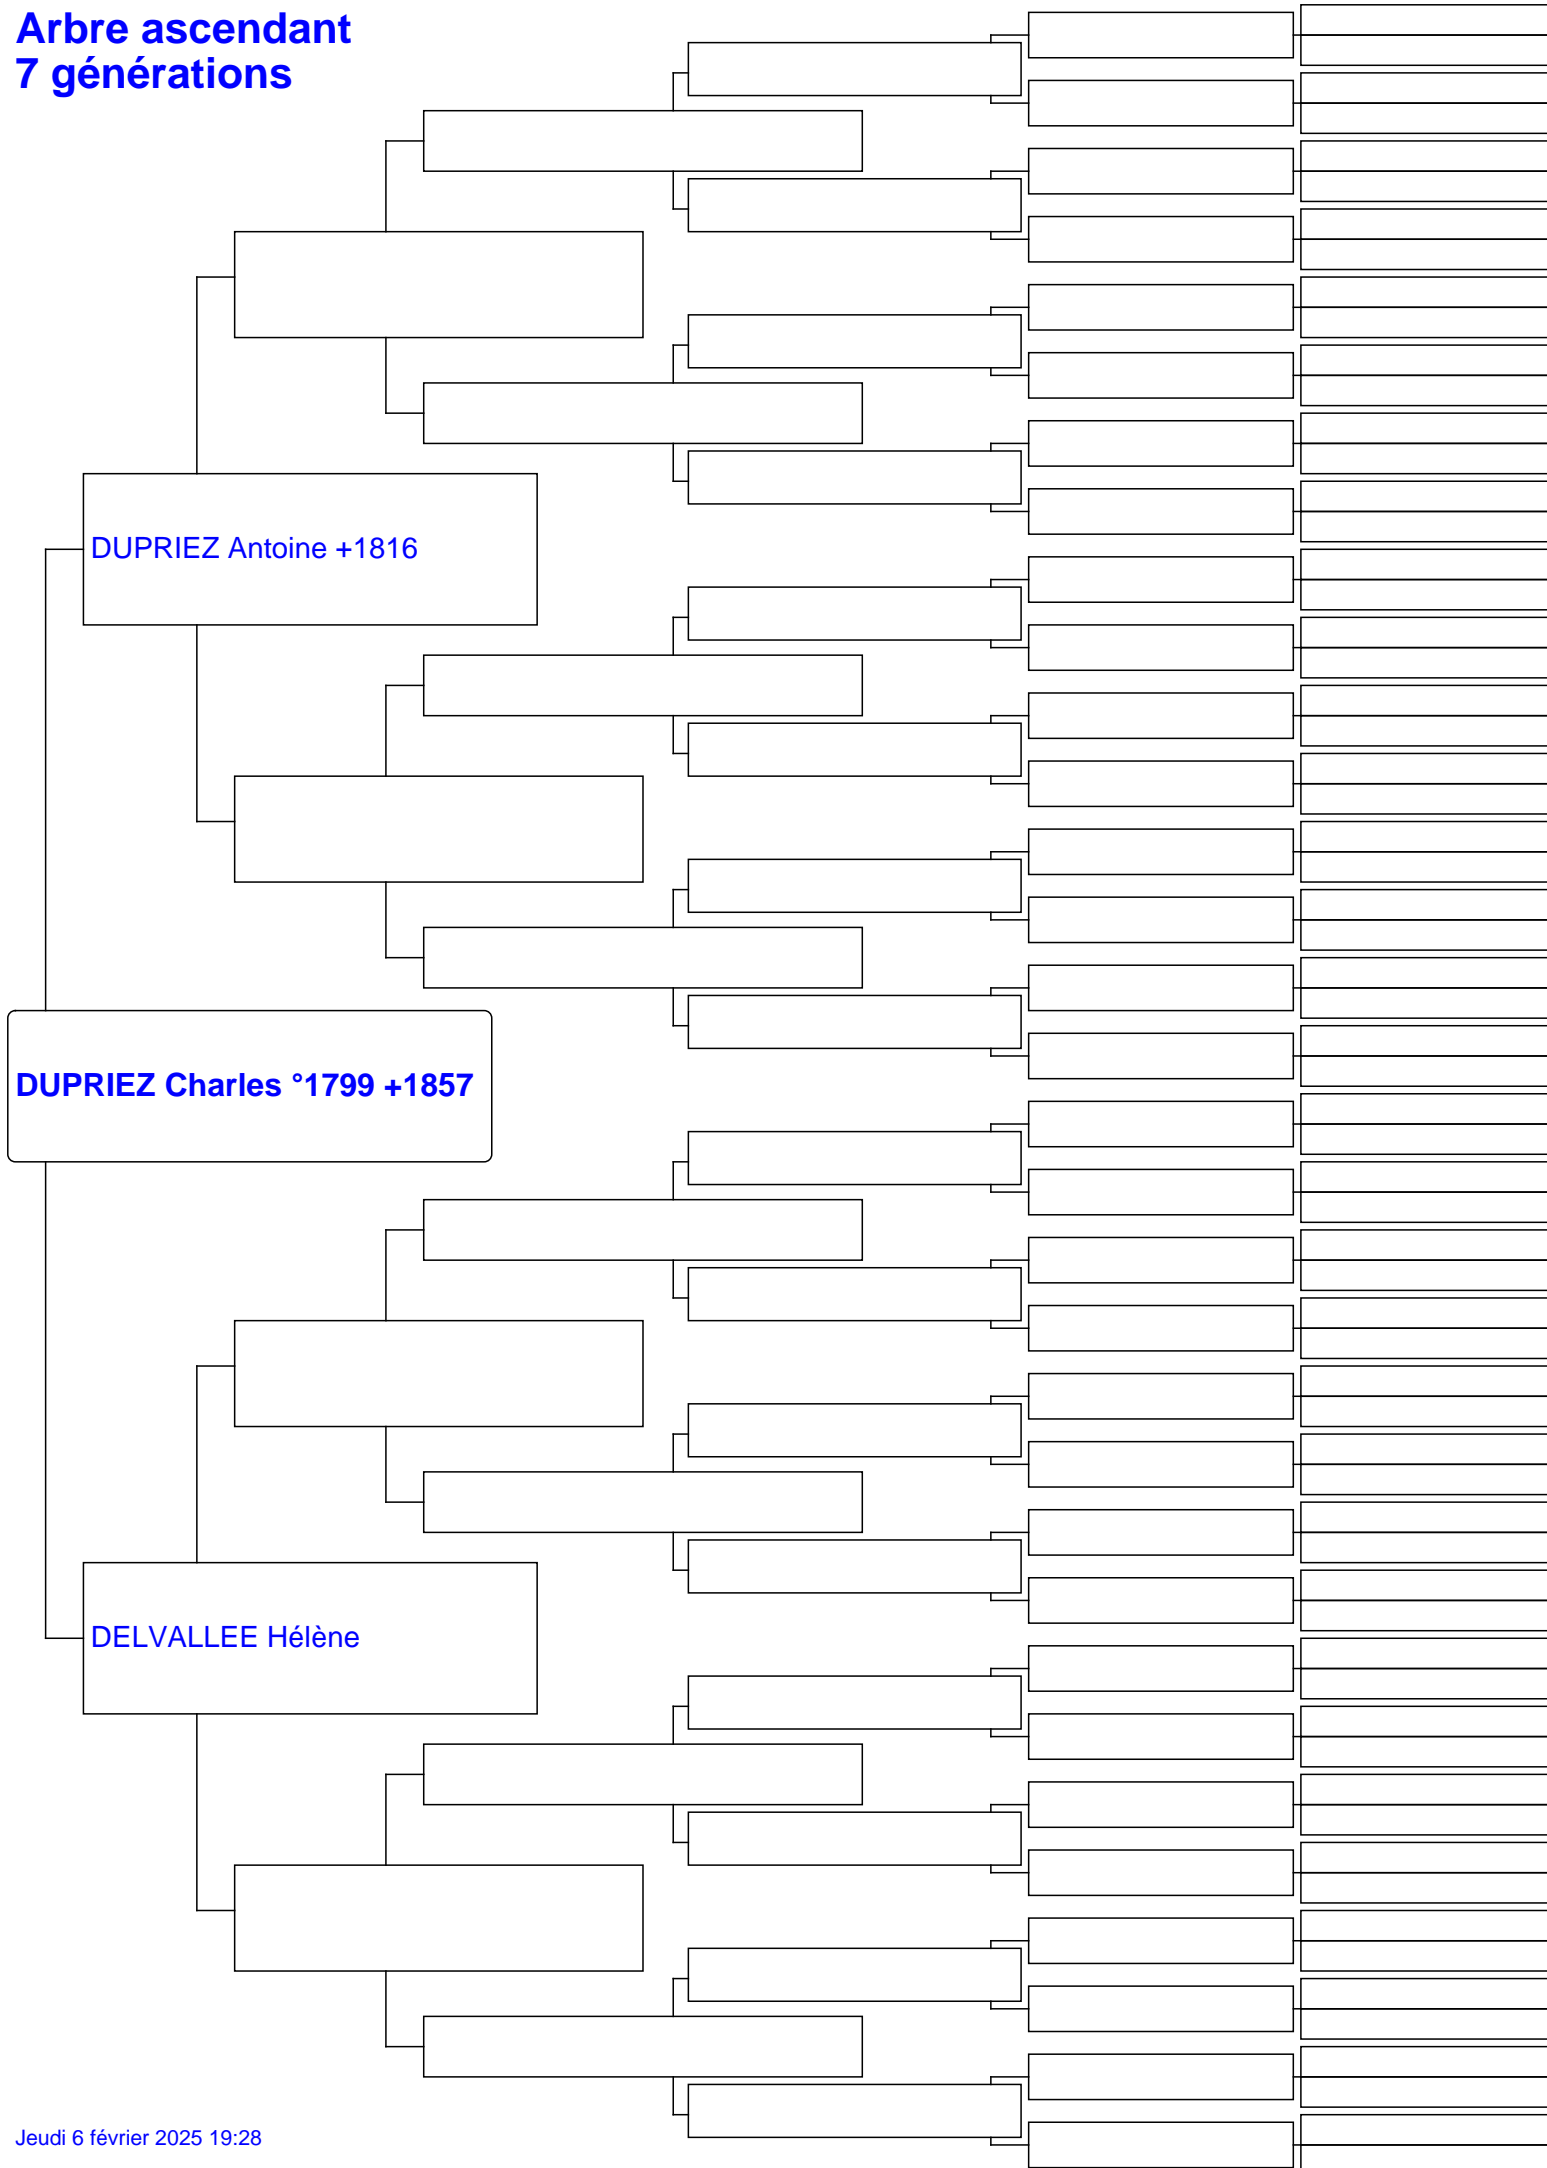 Arbre ascendant
7 générations
DUPRIEZ Antoine +1816
DUPRIEZ Charles °1799 +1857
DELVALLEE Hélène
Jeudi 6 février 2025 19:28